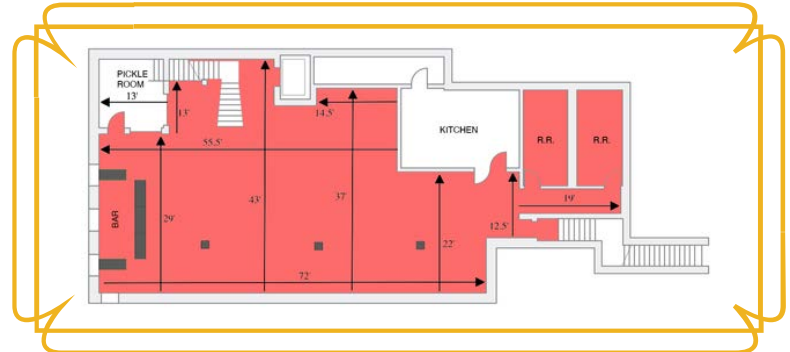 PICKLE
ROOM
13'
13'
14.5'
KITCHEN
R.R.
R.R.
55.5'
19'
BAR
29'
43'
37'
22'
12.5'
72'